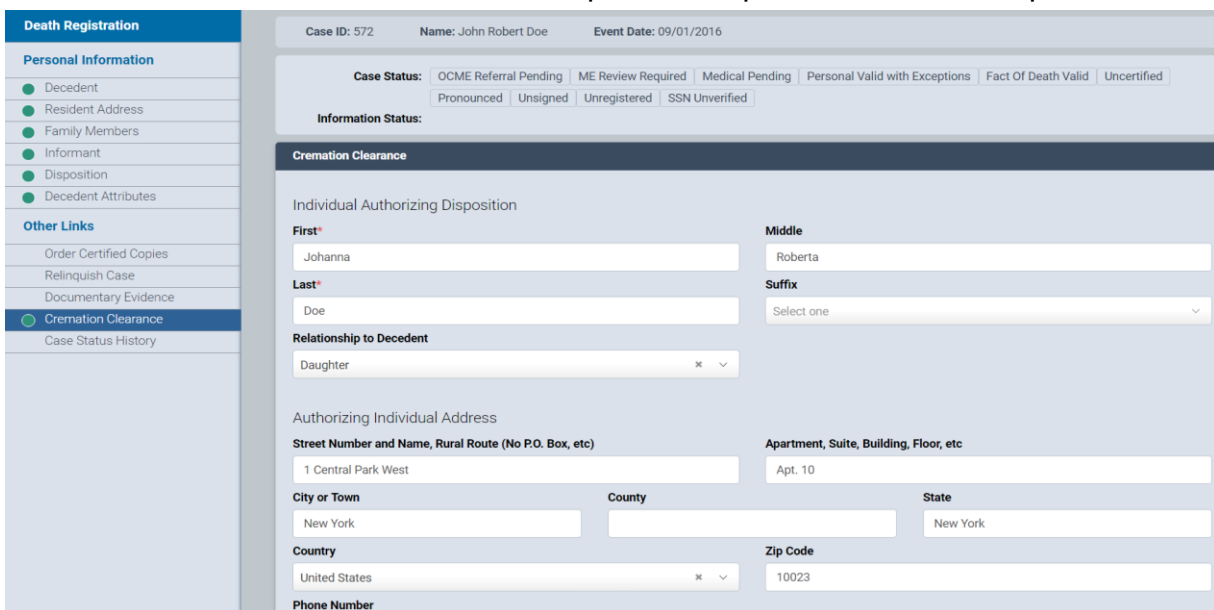 Death Registration
Personal Information
Decedent
Resident Address
Family Members
Informant
Disposition
Decedent Attributes
Other Links
Order Certified Copies
Relinquish Case
Documentary Evidence
Cremation Clearance
Case Status History
Case ID: 572 Name: John Robert Doe Event Date: 09/01/2016
Case Status: OCME Referral Pending ME Review Required Medical Pending Personal Valid with Exceptions Fact Of Death Valid Uncertified
Pronounced Unsigned Unregistered SSN Unverified
Information Status:
Cremation Clearance
Individual Authorizing Disposition
First* Middle
Johanna Roberta
Last* Suffix
Doe Select one
Relationship to Decedent
Daughter
Authorizing Individual Address
Street Number and Name, Rural Route (No P.O. Box, etc) Apartment, Suite, Building, Floor, etc
1 Central Park West Apt. 10
City or Town County State
New York New York
Country Zip Code
United States 10023
Phone Number